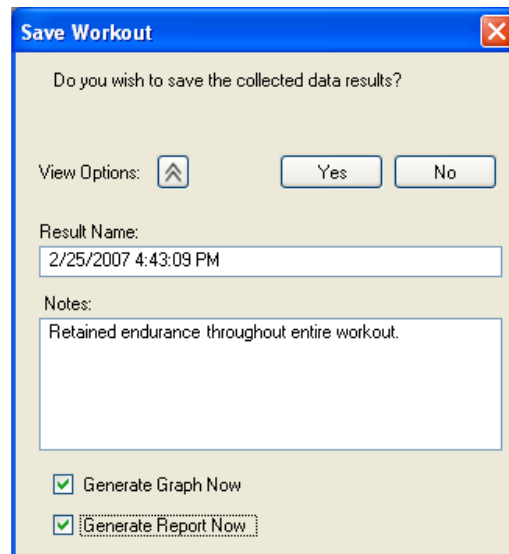 Save Workout
Do you wish to save the collected data results?
View Options:
Yes
No
Result Name:
2/25/2007 4:43:09 PM
Notes:
Retained endurance throughout entire workout.
Generate Graph Now
Generate Report Now